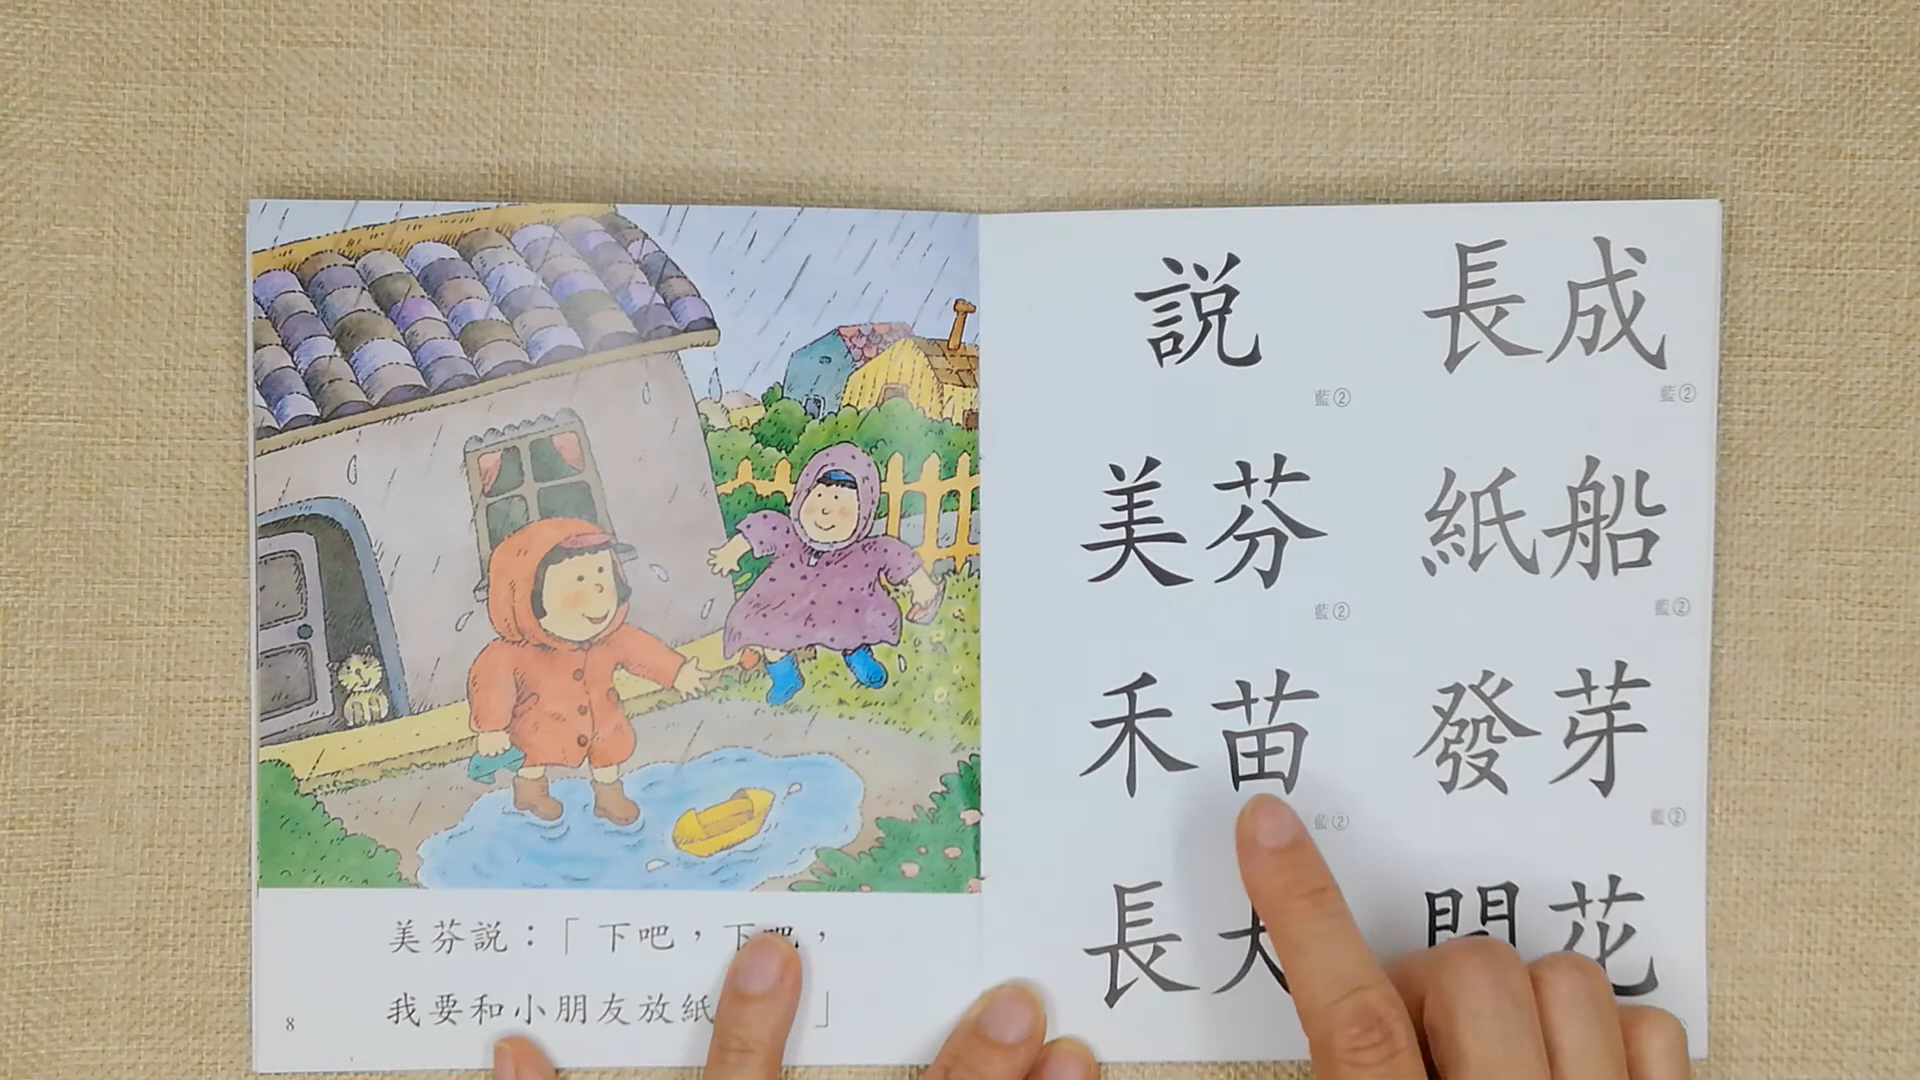 美芬説：「下吧，下吧，
我要和小朋友放紙」
8
説 長成
藍② 藍②
美芬 紙船
藍② 藍②
禾苗 發芽
藍② 藍②
長大 開花